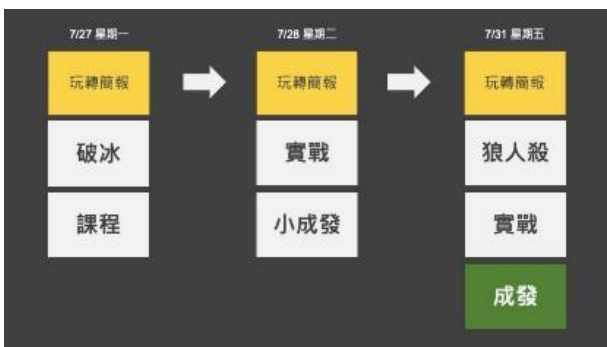 7/27 星期一
玩轉簡報
破冰
課程
7/28 星期二
玩轉簡報
實戰
小成發
7/31 星期五
玩轉簡報
狼人殺
實戰
成發